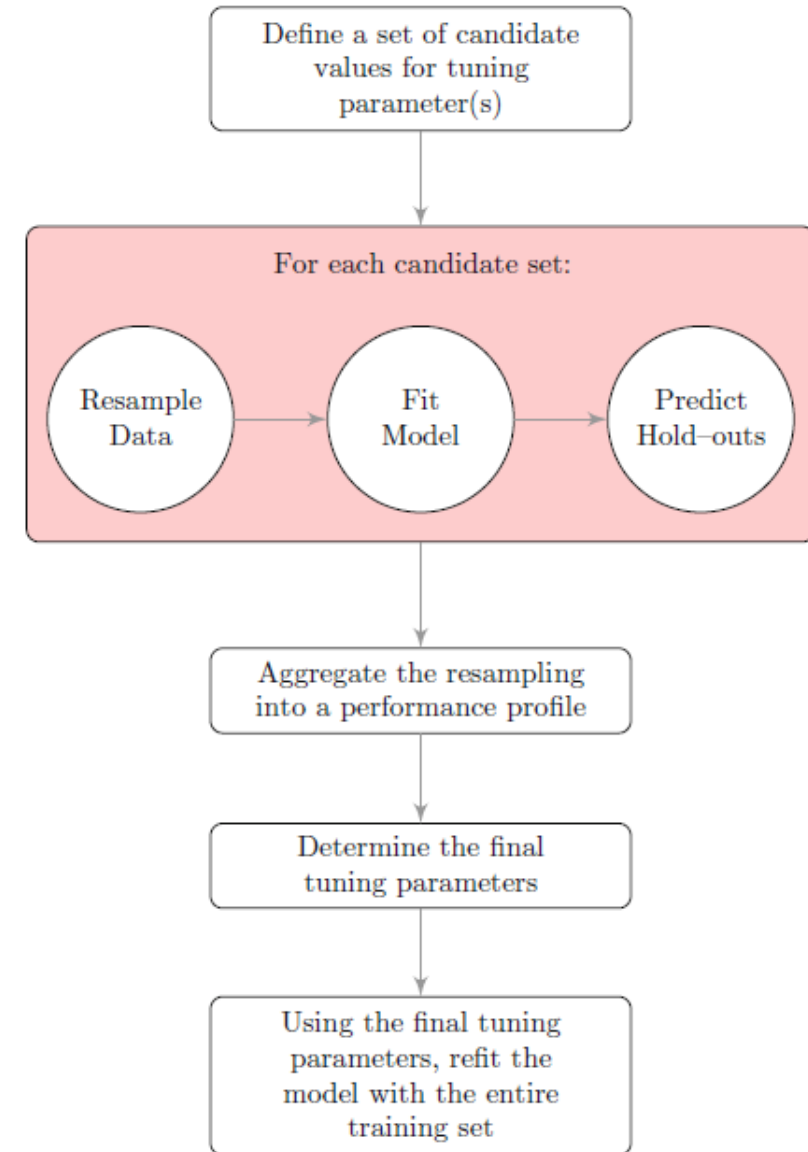 Define a set of candidate
values for tuning
parameter(s)
For each candidate set:
Resample
Data
Fit
Model
Predict
Hold–outs
Aggregate the resampling
into a performance profile
Determine the final
tuning parameters
Using the final tuning
parameters, refit the
model with the entire
training set